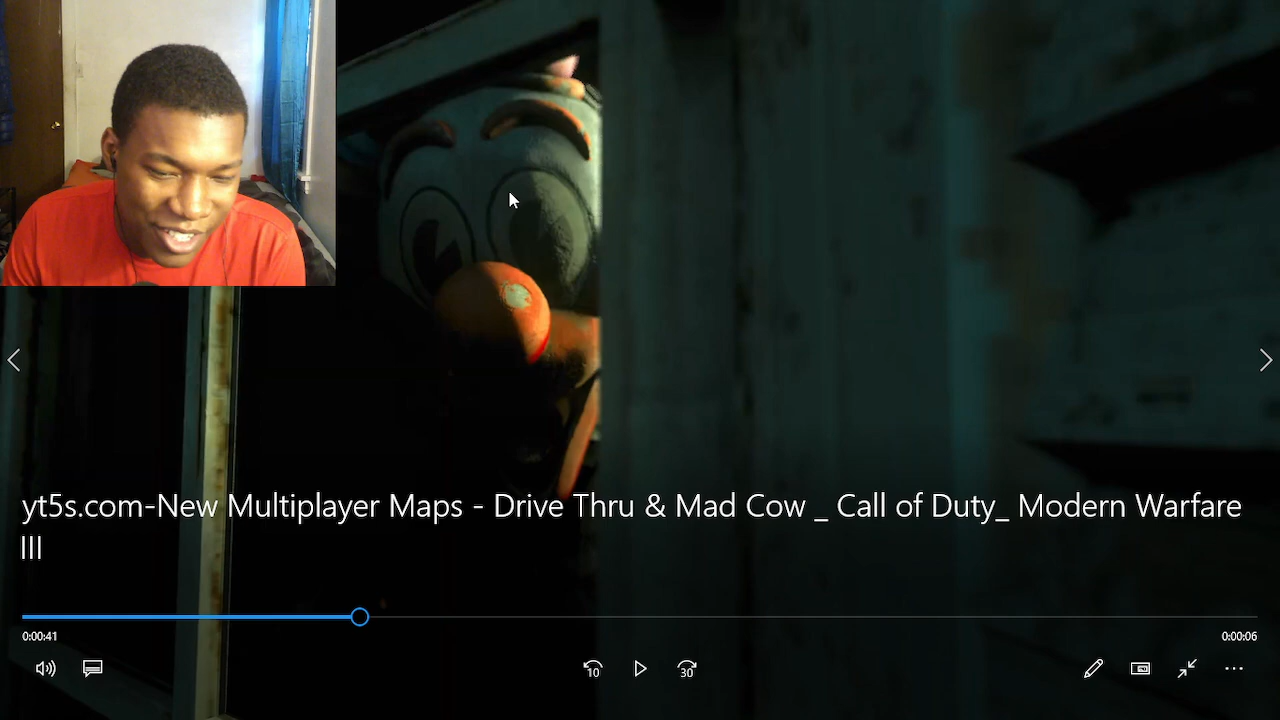 yt5s.com-New Multiplayer Maps - Drive Thru & Mad Cow _ Call of Duty_ Modern Warfare
III
0:00:41
0:00:06
10
30